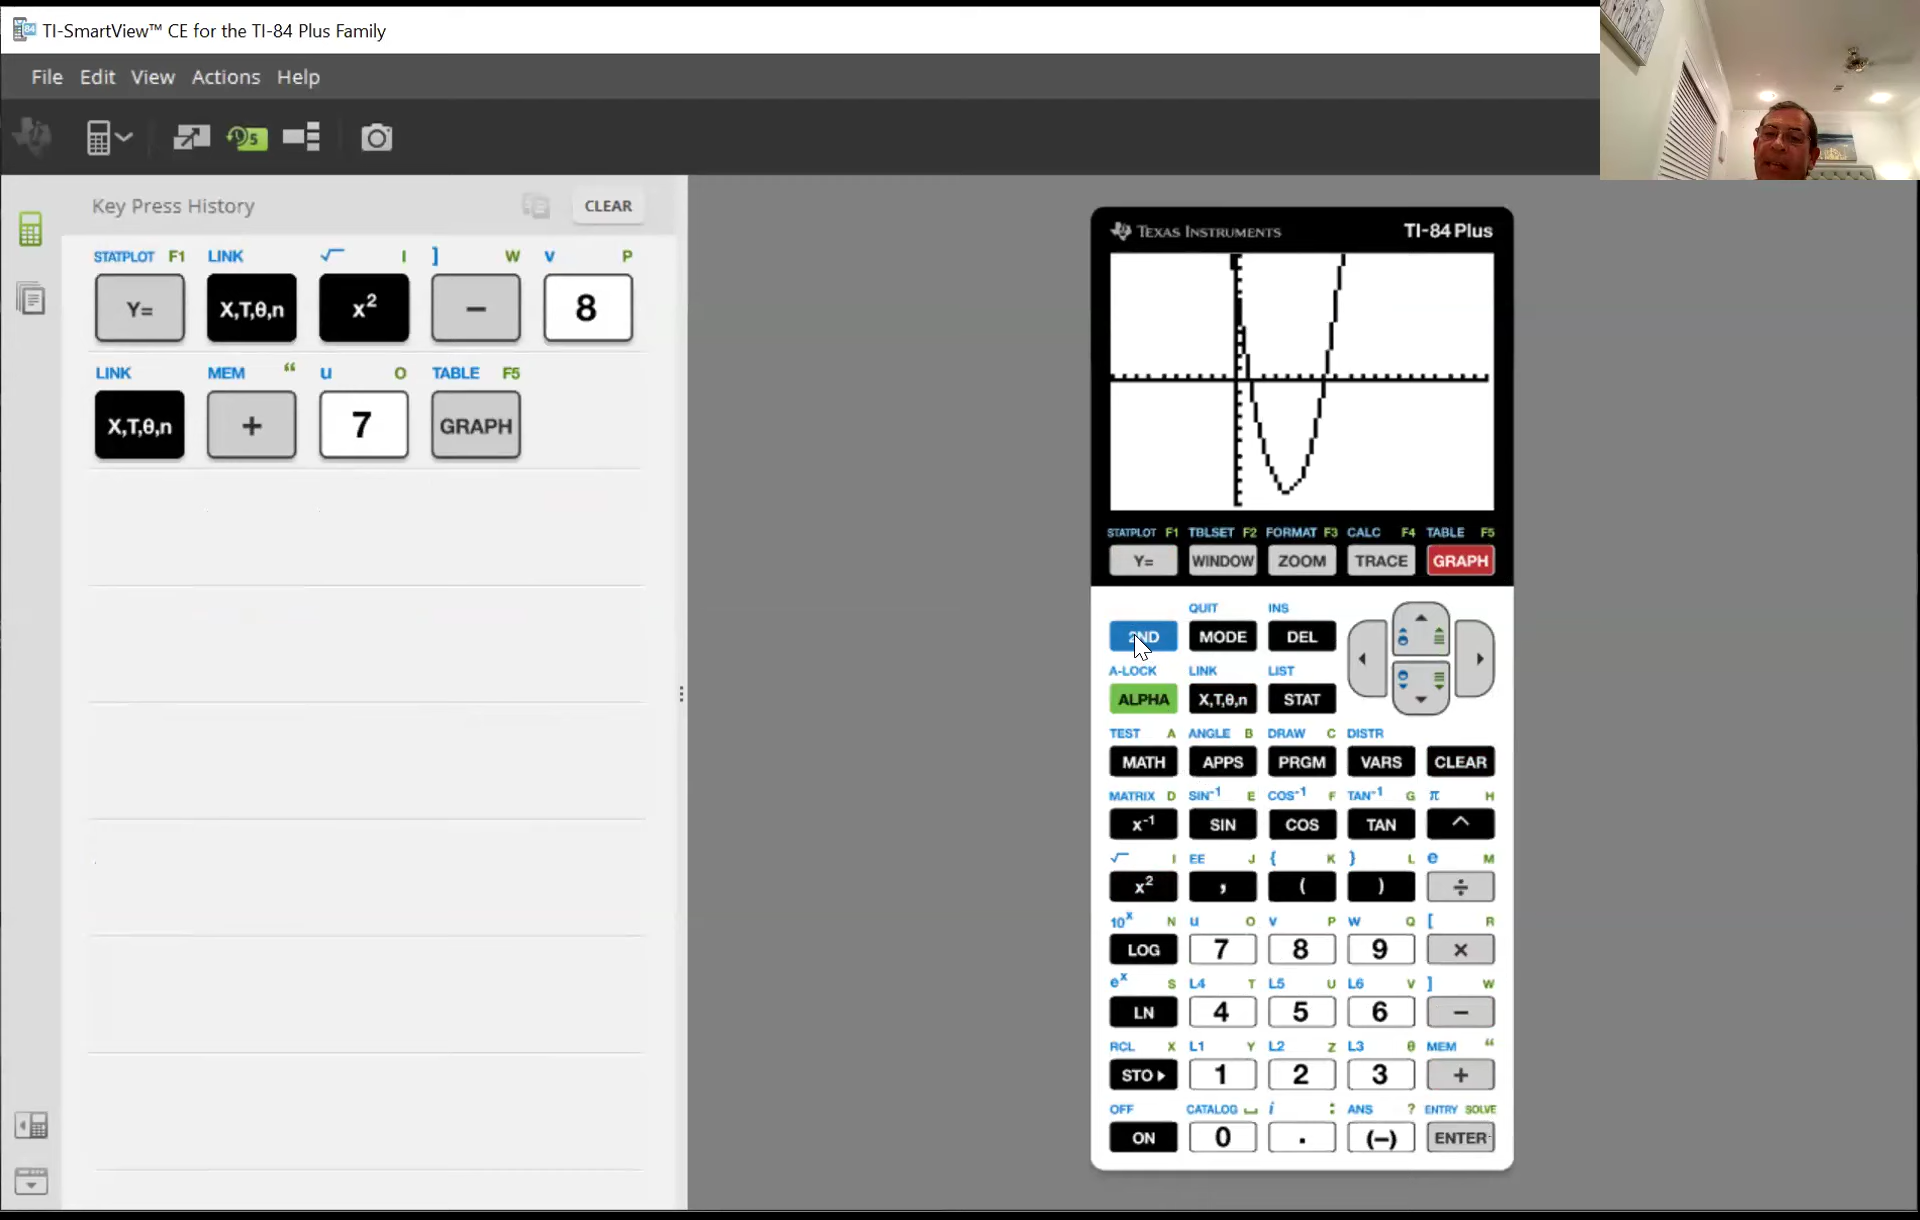 TI-SmartView™ CE for the TI-84 Plus Family
File Edit View Actions Help
5
Key Press History CLEAR
STATPLOT F1 LINK √ I ] W v P
Y= X,T,θ,n x² − 8
LINK MEM “ u O TABLE F5
X,T,θ,n + 7 GRAPH
TEXAS INSTRUMENTS TI-84 Plus
STATPLOT F1 TBLSET F2 FORMAT F3 CALC F4 TABLE F5
Y= WINDOW ZOOM TRACE GRAPH
QUIT INS
2ND MODE DEL
A-LOCK LINK LIST
ALPHA X,T,θ,n STAT
TEST A ANGLE B DRAW C DISTR
MATH APPS PRGM VARS CLEAR
MATRIX D SIN⁻¹ E COS⁻¹ F TAN⁻¹ G π H
x⁻¹ SIN COS TAN ^
√ I EE J { K } L e M
x² , ( ) ÷
10ˣ N u O v P w Q [ R
LOG 7 8 9 ×
eˣ S L4 T L5 U L6 V ] W
LN 4 5 6 −
RCL X L1 Y L2 Z L3 θ MEM “
STO▸ 1 2 3 +
OFF CATALOG ⎵ i : ANS ? ENTRY SOLVE
ON 0 . (−) ENTER